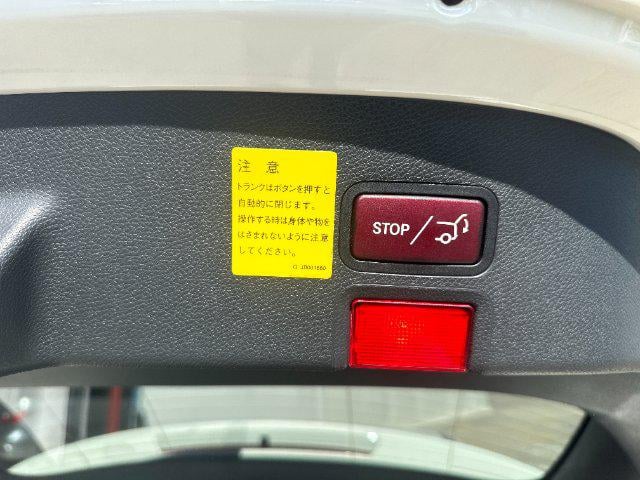 注 意
トランクはボタンを押すと
自動的に閉じます。
操作する時は身体や物を
はさまれないように注意
してください。
STOP /